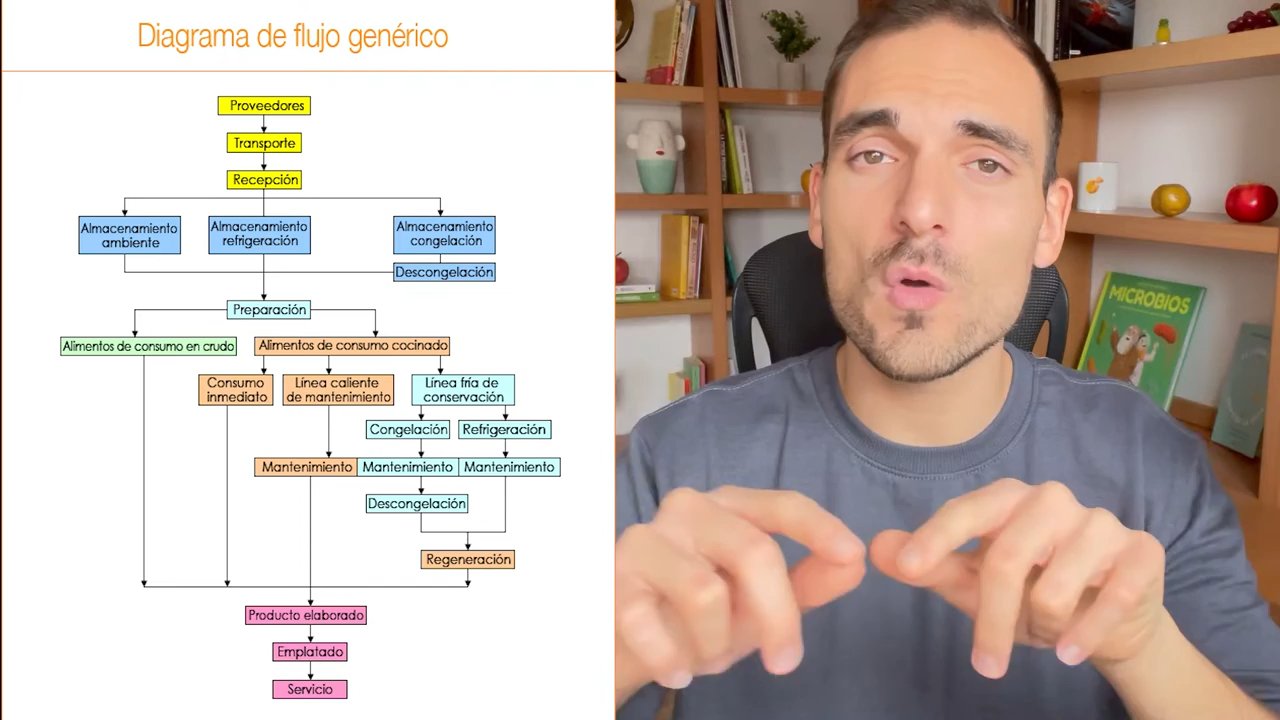 Diagrama de flujo genérico
Proveedores
Transporte
Recepción
Almacenamiento
ambiente
Almacenamiento
refrigeración
Almacenamiento
congelación
Descongelación
Preparación
Alimentos de consumo en crudo
Alimentos de consumo cocinado
Consumo
inmediato
Línea caliente
de mantenimiento
Línea fría de
conservación
Congelación
Refrigeración
Mantenimiento
Mantenimiento
Mantenimiento
Descongelación
Regeneración
Producto elaborado
Emplatado
Servicio
MICROBIOS